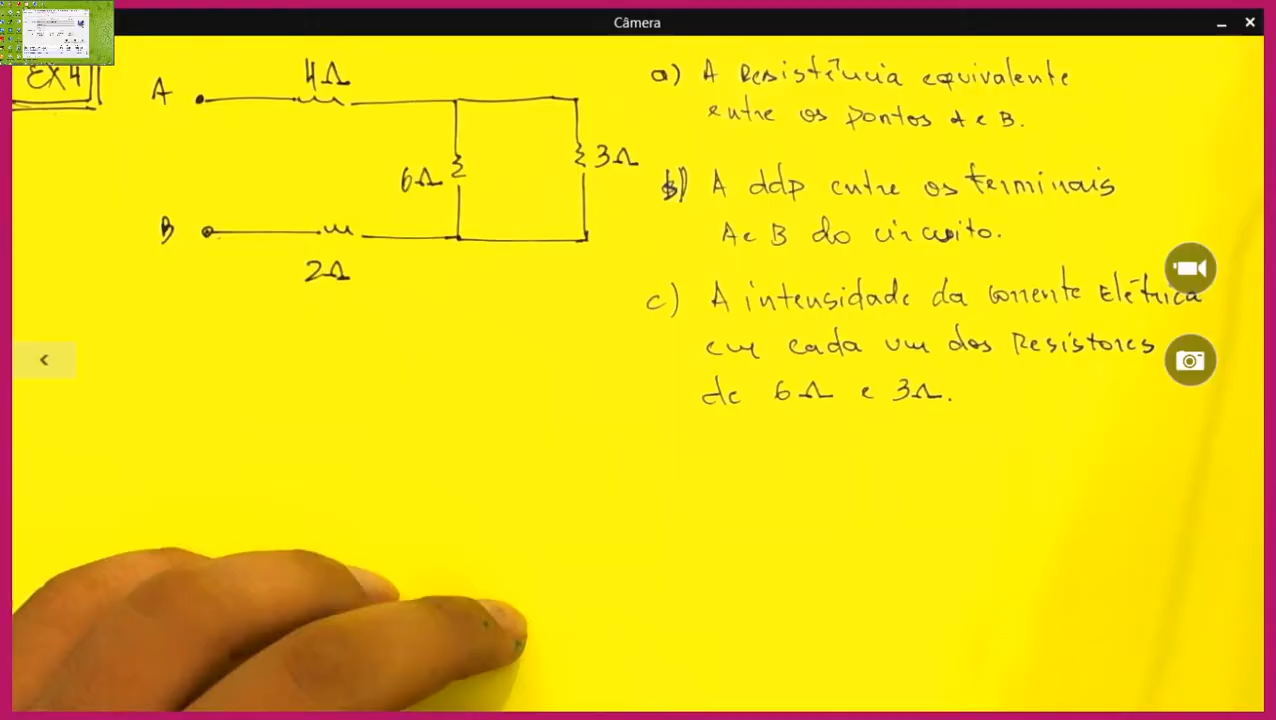 Câmera
EX4
A
4Ω
6Ω
3Ω
B
2Ω
a) A Resistência equivalente
entre os pontos A e B.
b) A ddp entre os terminais
A e B do circuito.
c) A intensidade da corrente Elétrica
em cada um dos Resistores
de 6Ω e 3Ω.